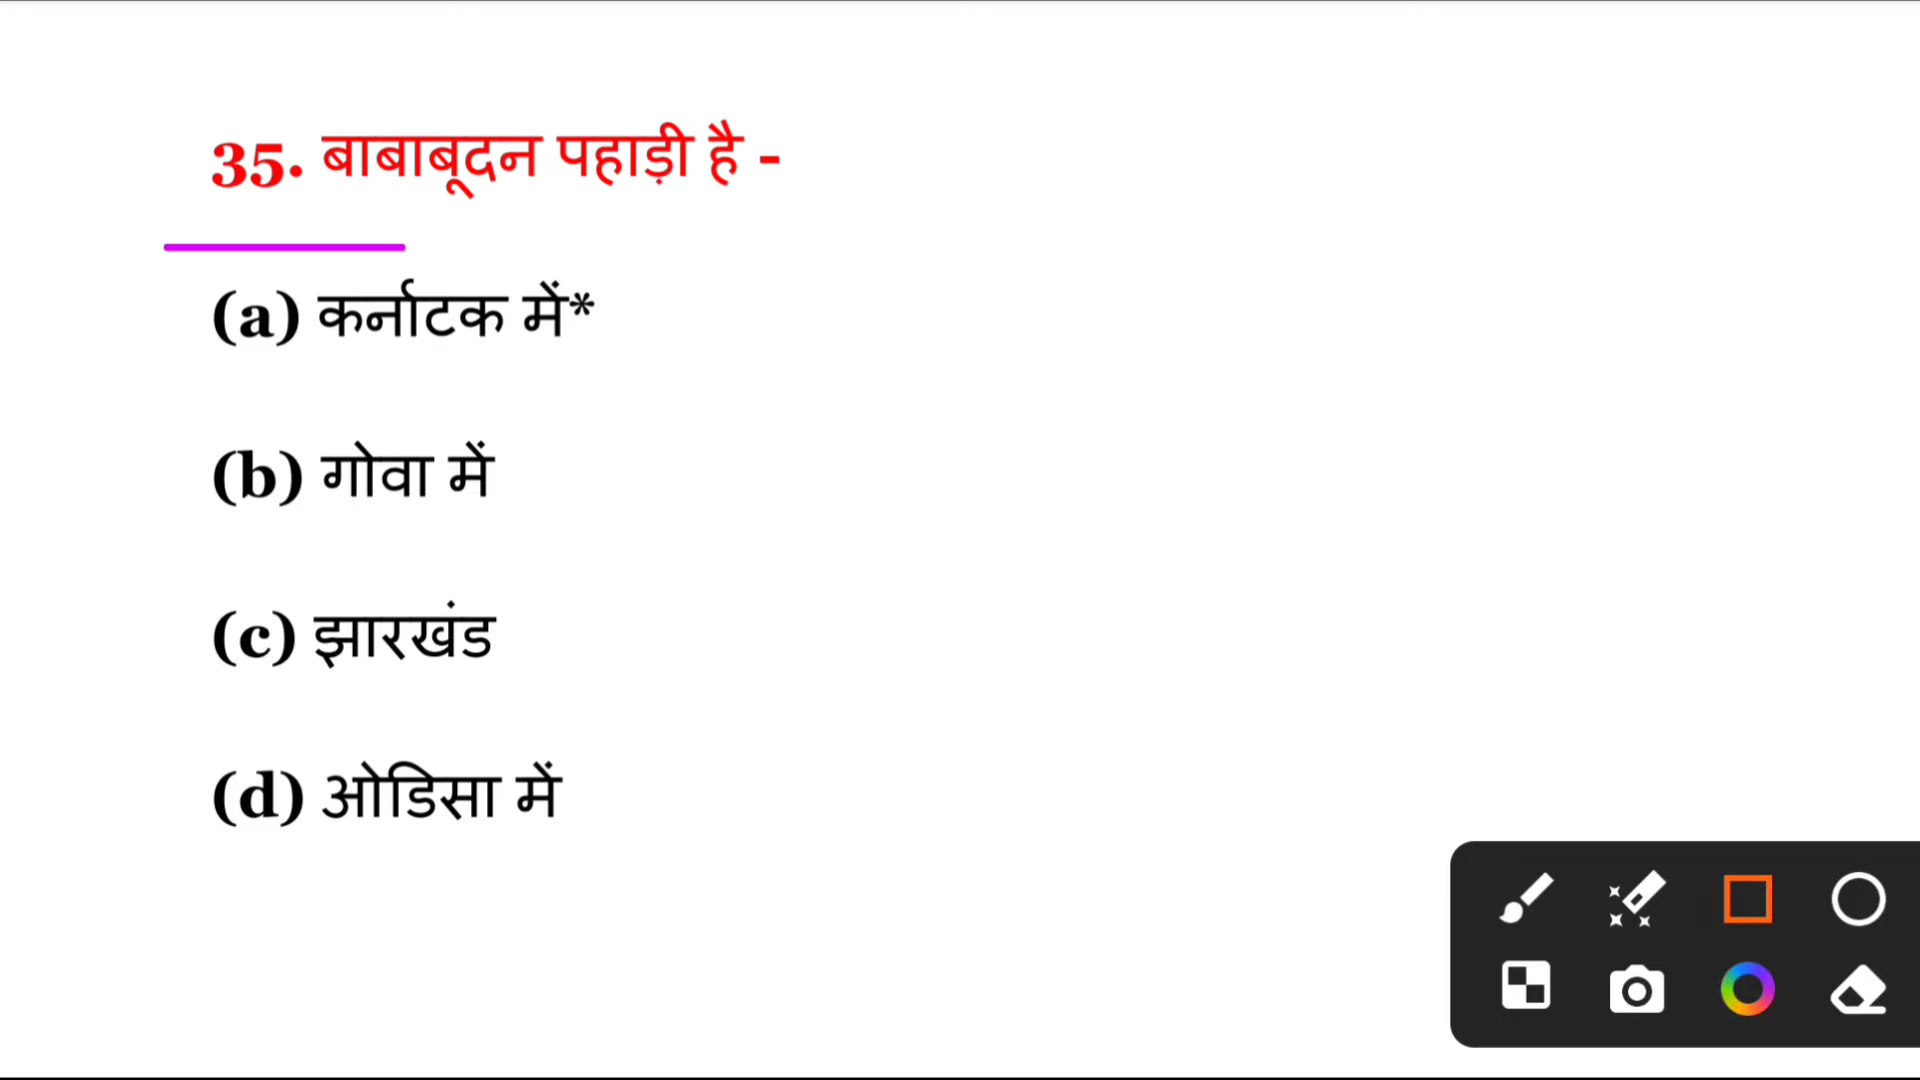 35. बाबाबूदन पहाड़ी है -
(a) कर्नाटक में*
(b) गोवा में
(c) झारखंड
(d) ओडिसा में